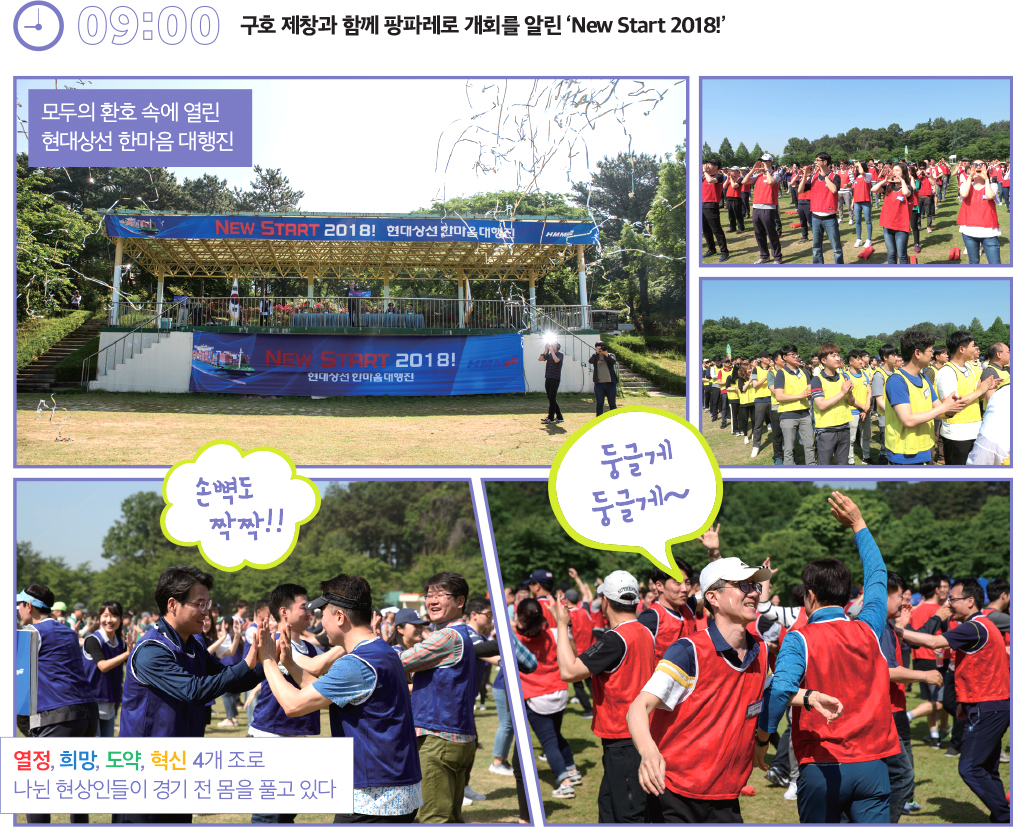 09:00 구호 제창과 함께 팡파레로 개회를 알린 ‘New Start 2018!’
모두의 환호 속에 열린
현대상선 한마음 대행진
NEW START 2018! 현대상선 한마음대행진 HMM
NEW START 2018! HMM
현대상선 한마음대행진
손뼉도
짝짝!!
둥글게
둥글게~
열정, 희망, 도약, 혁신 4개 조로
나뉜 현상인들이 경기 전 몸을 풀고 있다